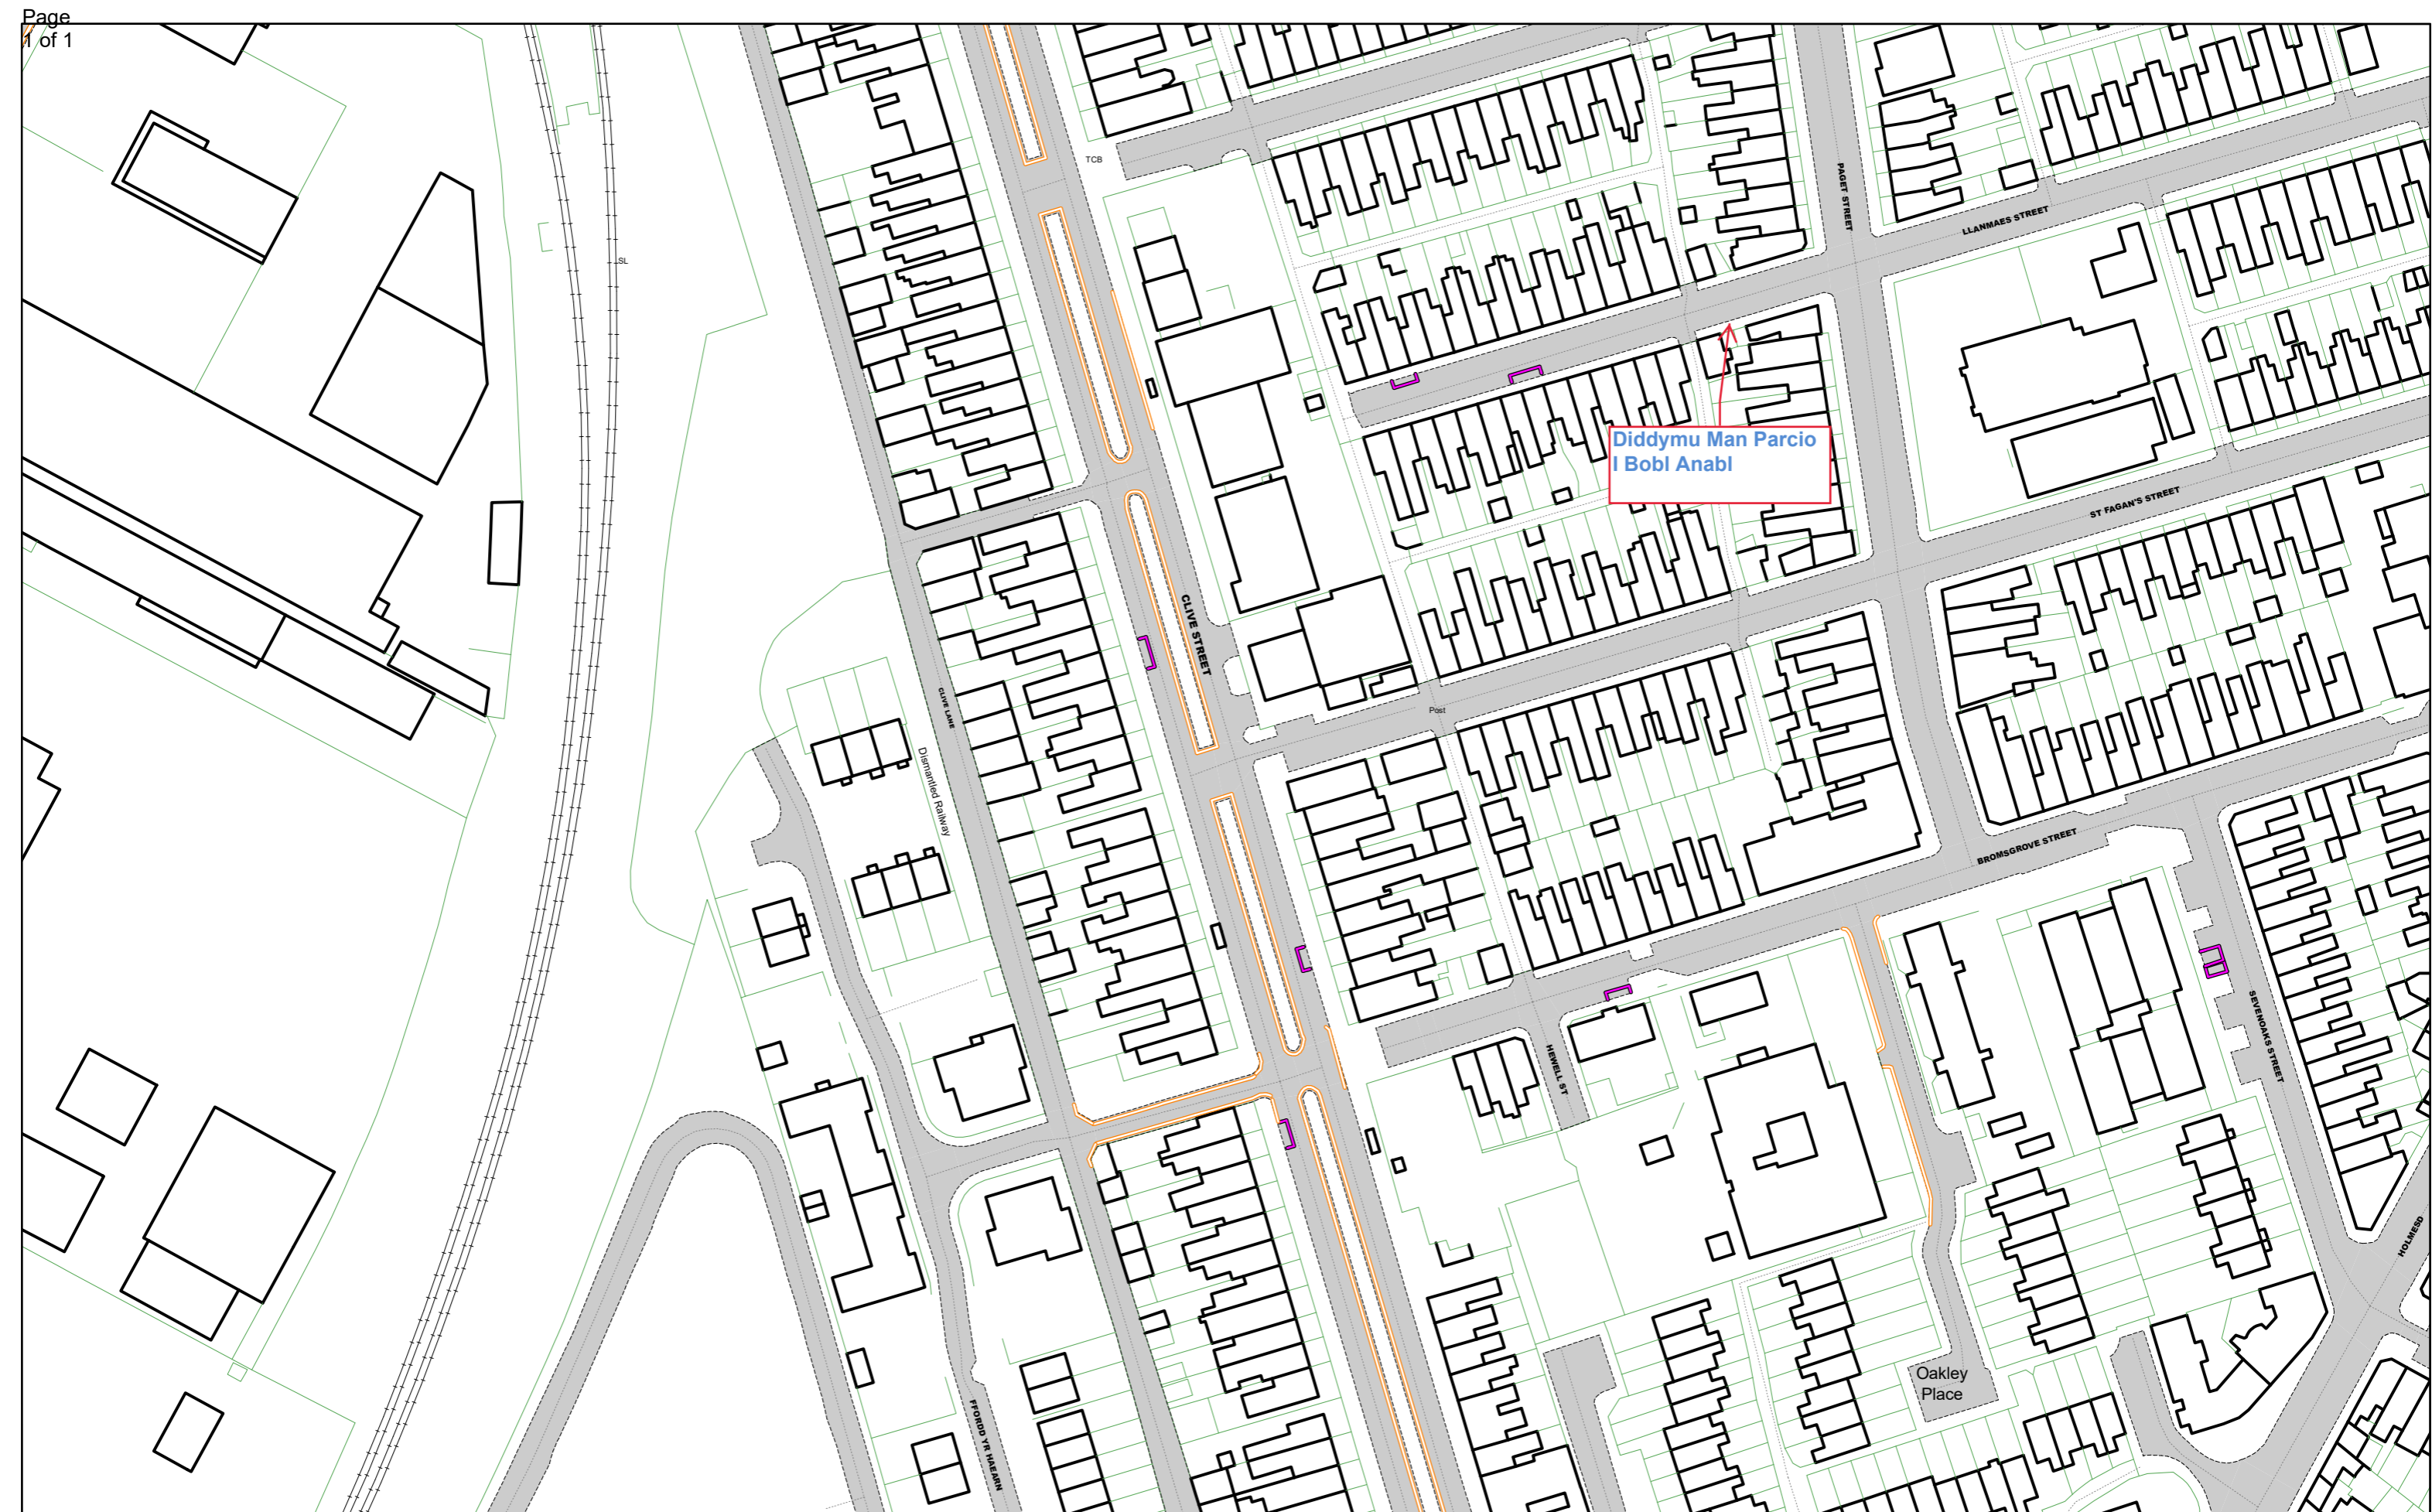 Page
1 of 1
TCB
PAGET STREET
LLANMAES STREET
SL
Diddymu Man Parcio
I Bobl Anabl
ST FAGAN'S STREET
CLIVE STREET
CLIVE LANE
Post
Dismantled Railway
BROMSGROVE STREET
SEVENOAKS STREET
HEWELL ST
HOLMESD
Oakley
Place
FFORDD YR HAEARN